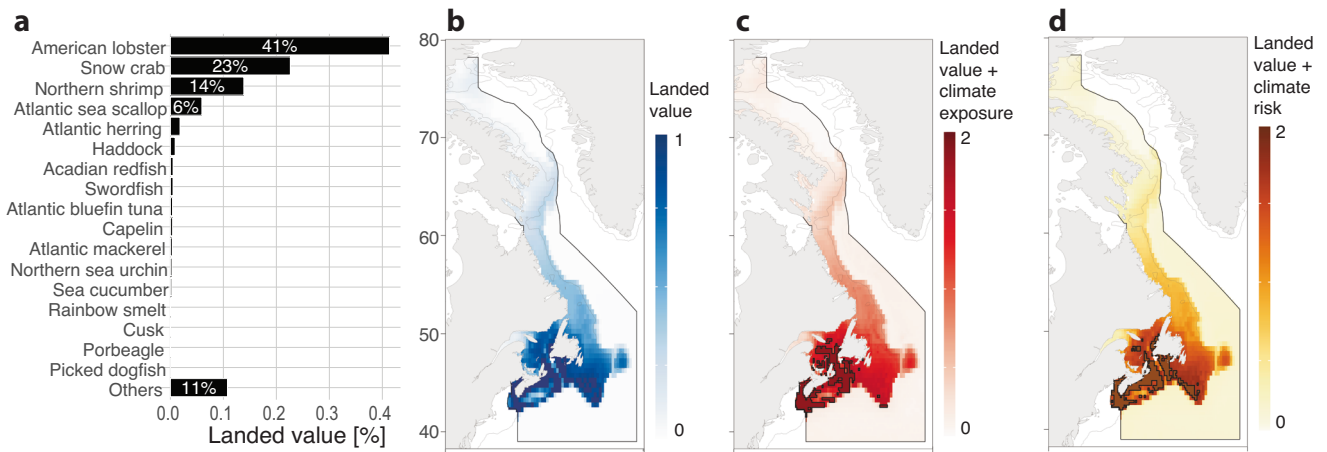 a
American lobster
41%
Snow crab
23%
Northern shrimp
14%
Atlantic sea scallop
6%
Atlantic herring
Haddock
Acadian redfish
Swordfish
Atlantic bluefin tuna
Capelin
Atlantic mackerel
Northern sea urchin
Sea cucumber
Rainbow smelt
Cusk
Porbeagle
Picked dogfish
Others
11%
0.0 0.1 0.2 0.3 0.4
Landed value [%]
b
80
70
60
50
40
Landed
value
1
0
c
Landed
value +
climate
exposure
2
0
d
Landed
value +
climate
risk
2
0